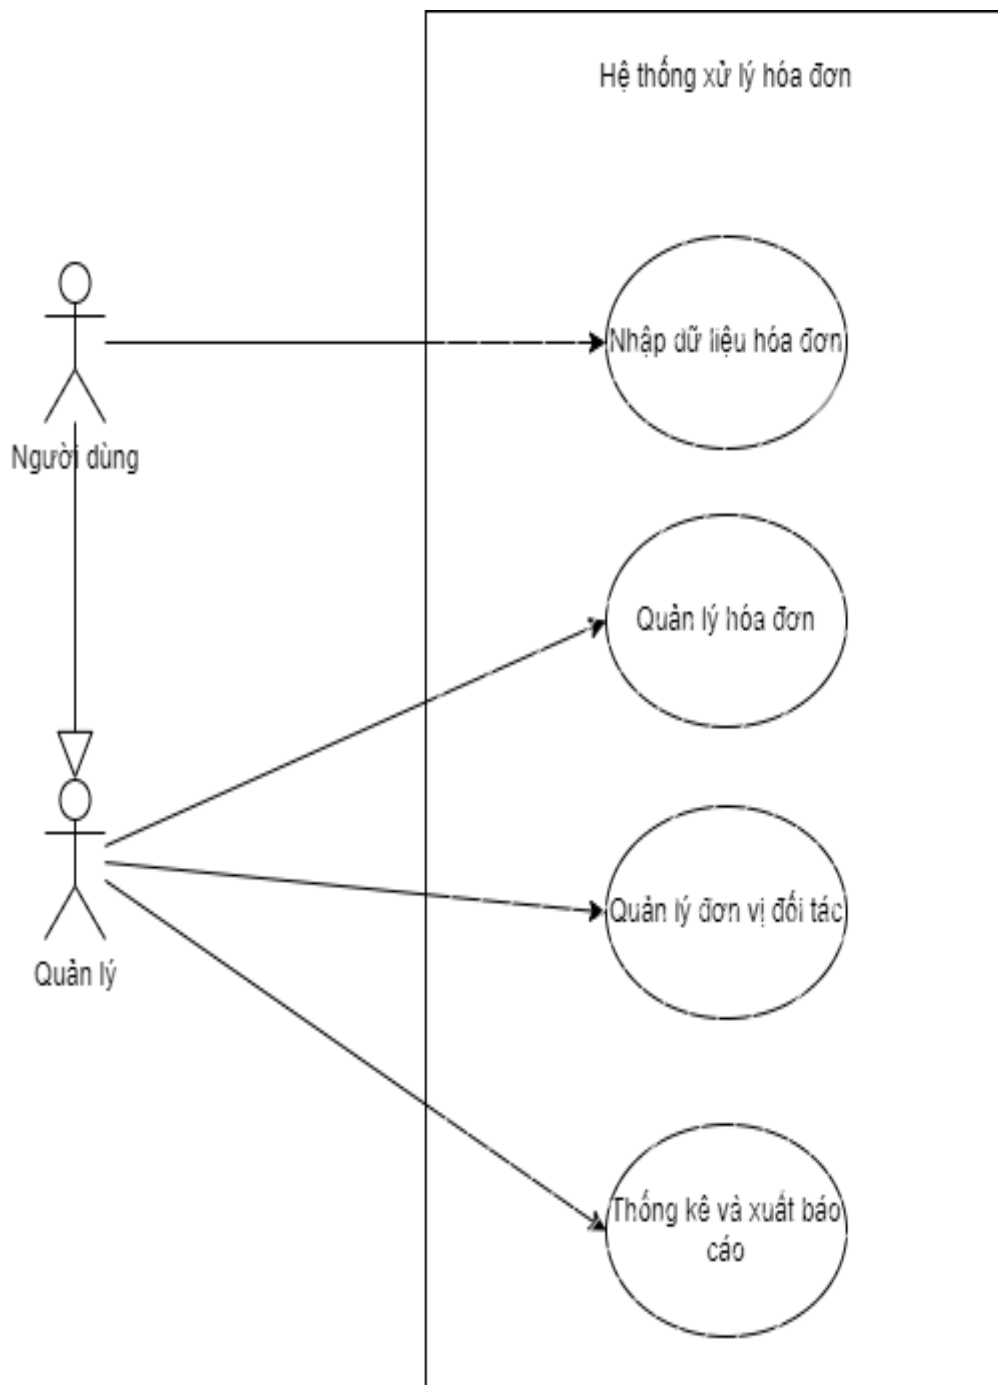 Hệ thống xử lý hóa đơn
Nhập dữ liệu hóa đơn
Người dùng
Quản lý hóa đơn
Quản lý đơn vị đối tác
Quản lý
Thống kê và xuất báo
cáo